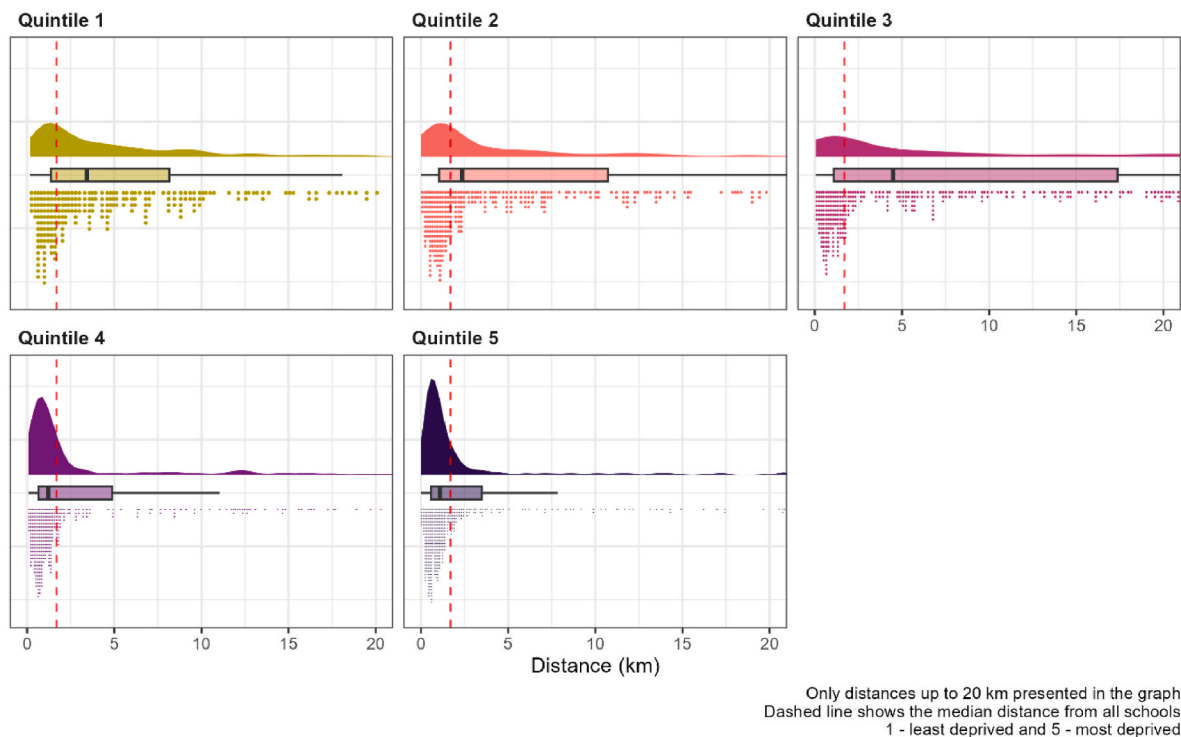 Quintile 1
Quintile 2
Quintile 3
0 5 10 15 20
Quintile 4
Quintile 5
0 5 10 15 20
0 5 10 15 20
Distance (km)
Only distances up to 20 km presented in the graph
Dashed line shows the median distance from all schools
1 - least deprived and 5 - most deprived